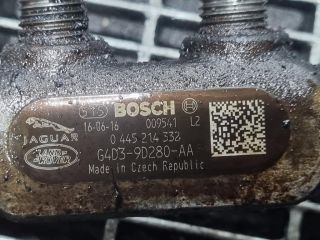 BOSCH
16-06-16 009541 L2
JAGUAR 0 445 214 332
LAND ROVER G4D3-9D280-AA
Made in Czech Republic